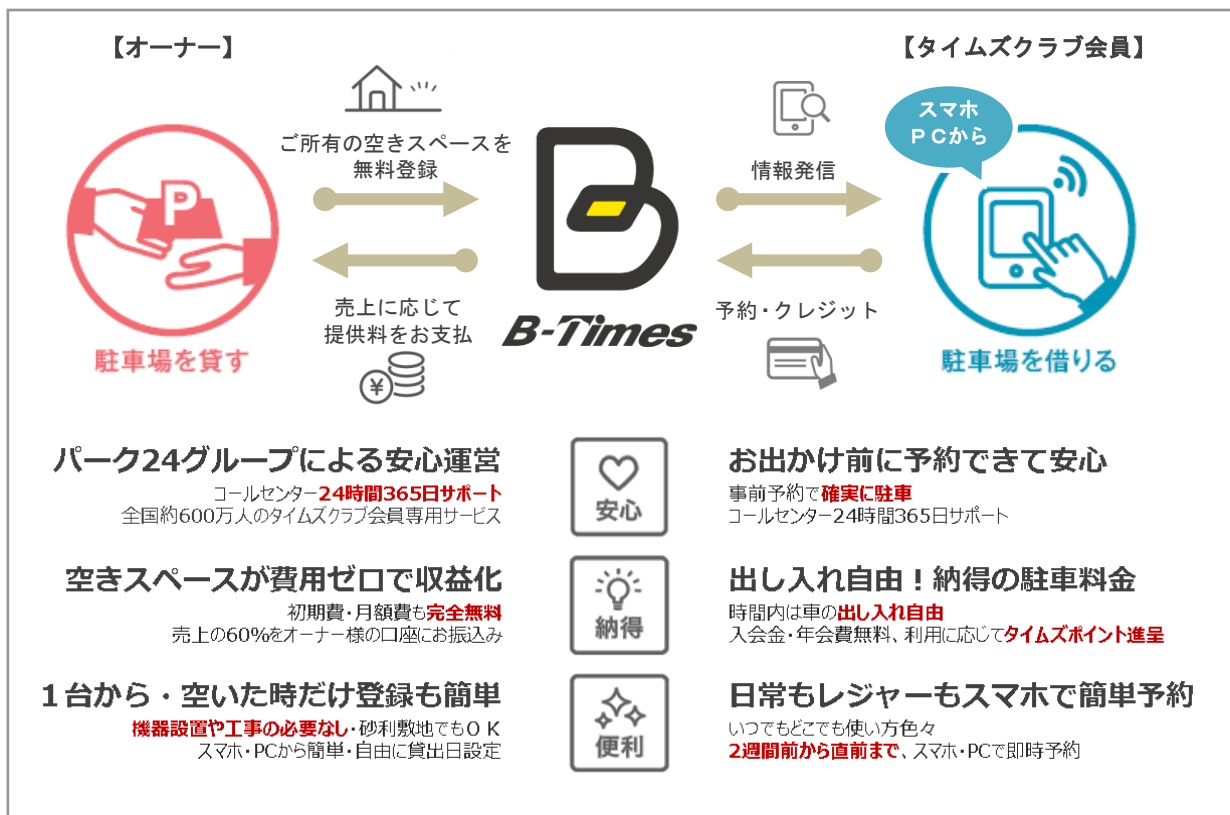 【オーナー】
【タイムズクラブ会員】
スマホ
PCから
ご所有の空きスペースを
無料登録
情報発信
P
売上に応じて
提供料をお支払
予約・クレジット
B-Times
駐車場を貸す
駐車場を借りる
¥
パーク24グループによる安心運営
コールセンター24時間365日サポート
全国約600万人のタイムズクラブ会員専用サービス
安心
お出かけ前に予約できて安心
事前予約で確実に駐車
コールセンター24時間365日サポート
空きスペースが費用ゼロで収益化
初期費・月額費も完全無料
売上の60%をオーナー様の口座にお振込み
納得
出し入れ自由！納得の駐車料金
時間内は車の出し入れ自由
入会金・年会費無料、利用に応じてタイムズポイント進呈
１台から・空いた時だけ登録も簡単
機器設置や工事の必要なし・砂利敷地でもＯＫ
スマホ・PCから簡単・自由に貸出日設定
便利
日常もレジャーもスマホで簡単予約
いつでもどこでも使い方色々
2週間前から直前まで、スマホ・PCで即時予約